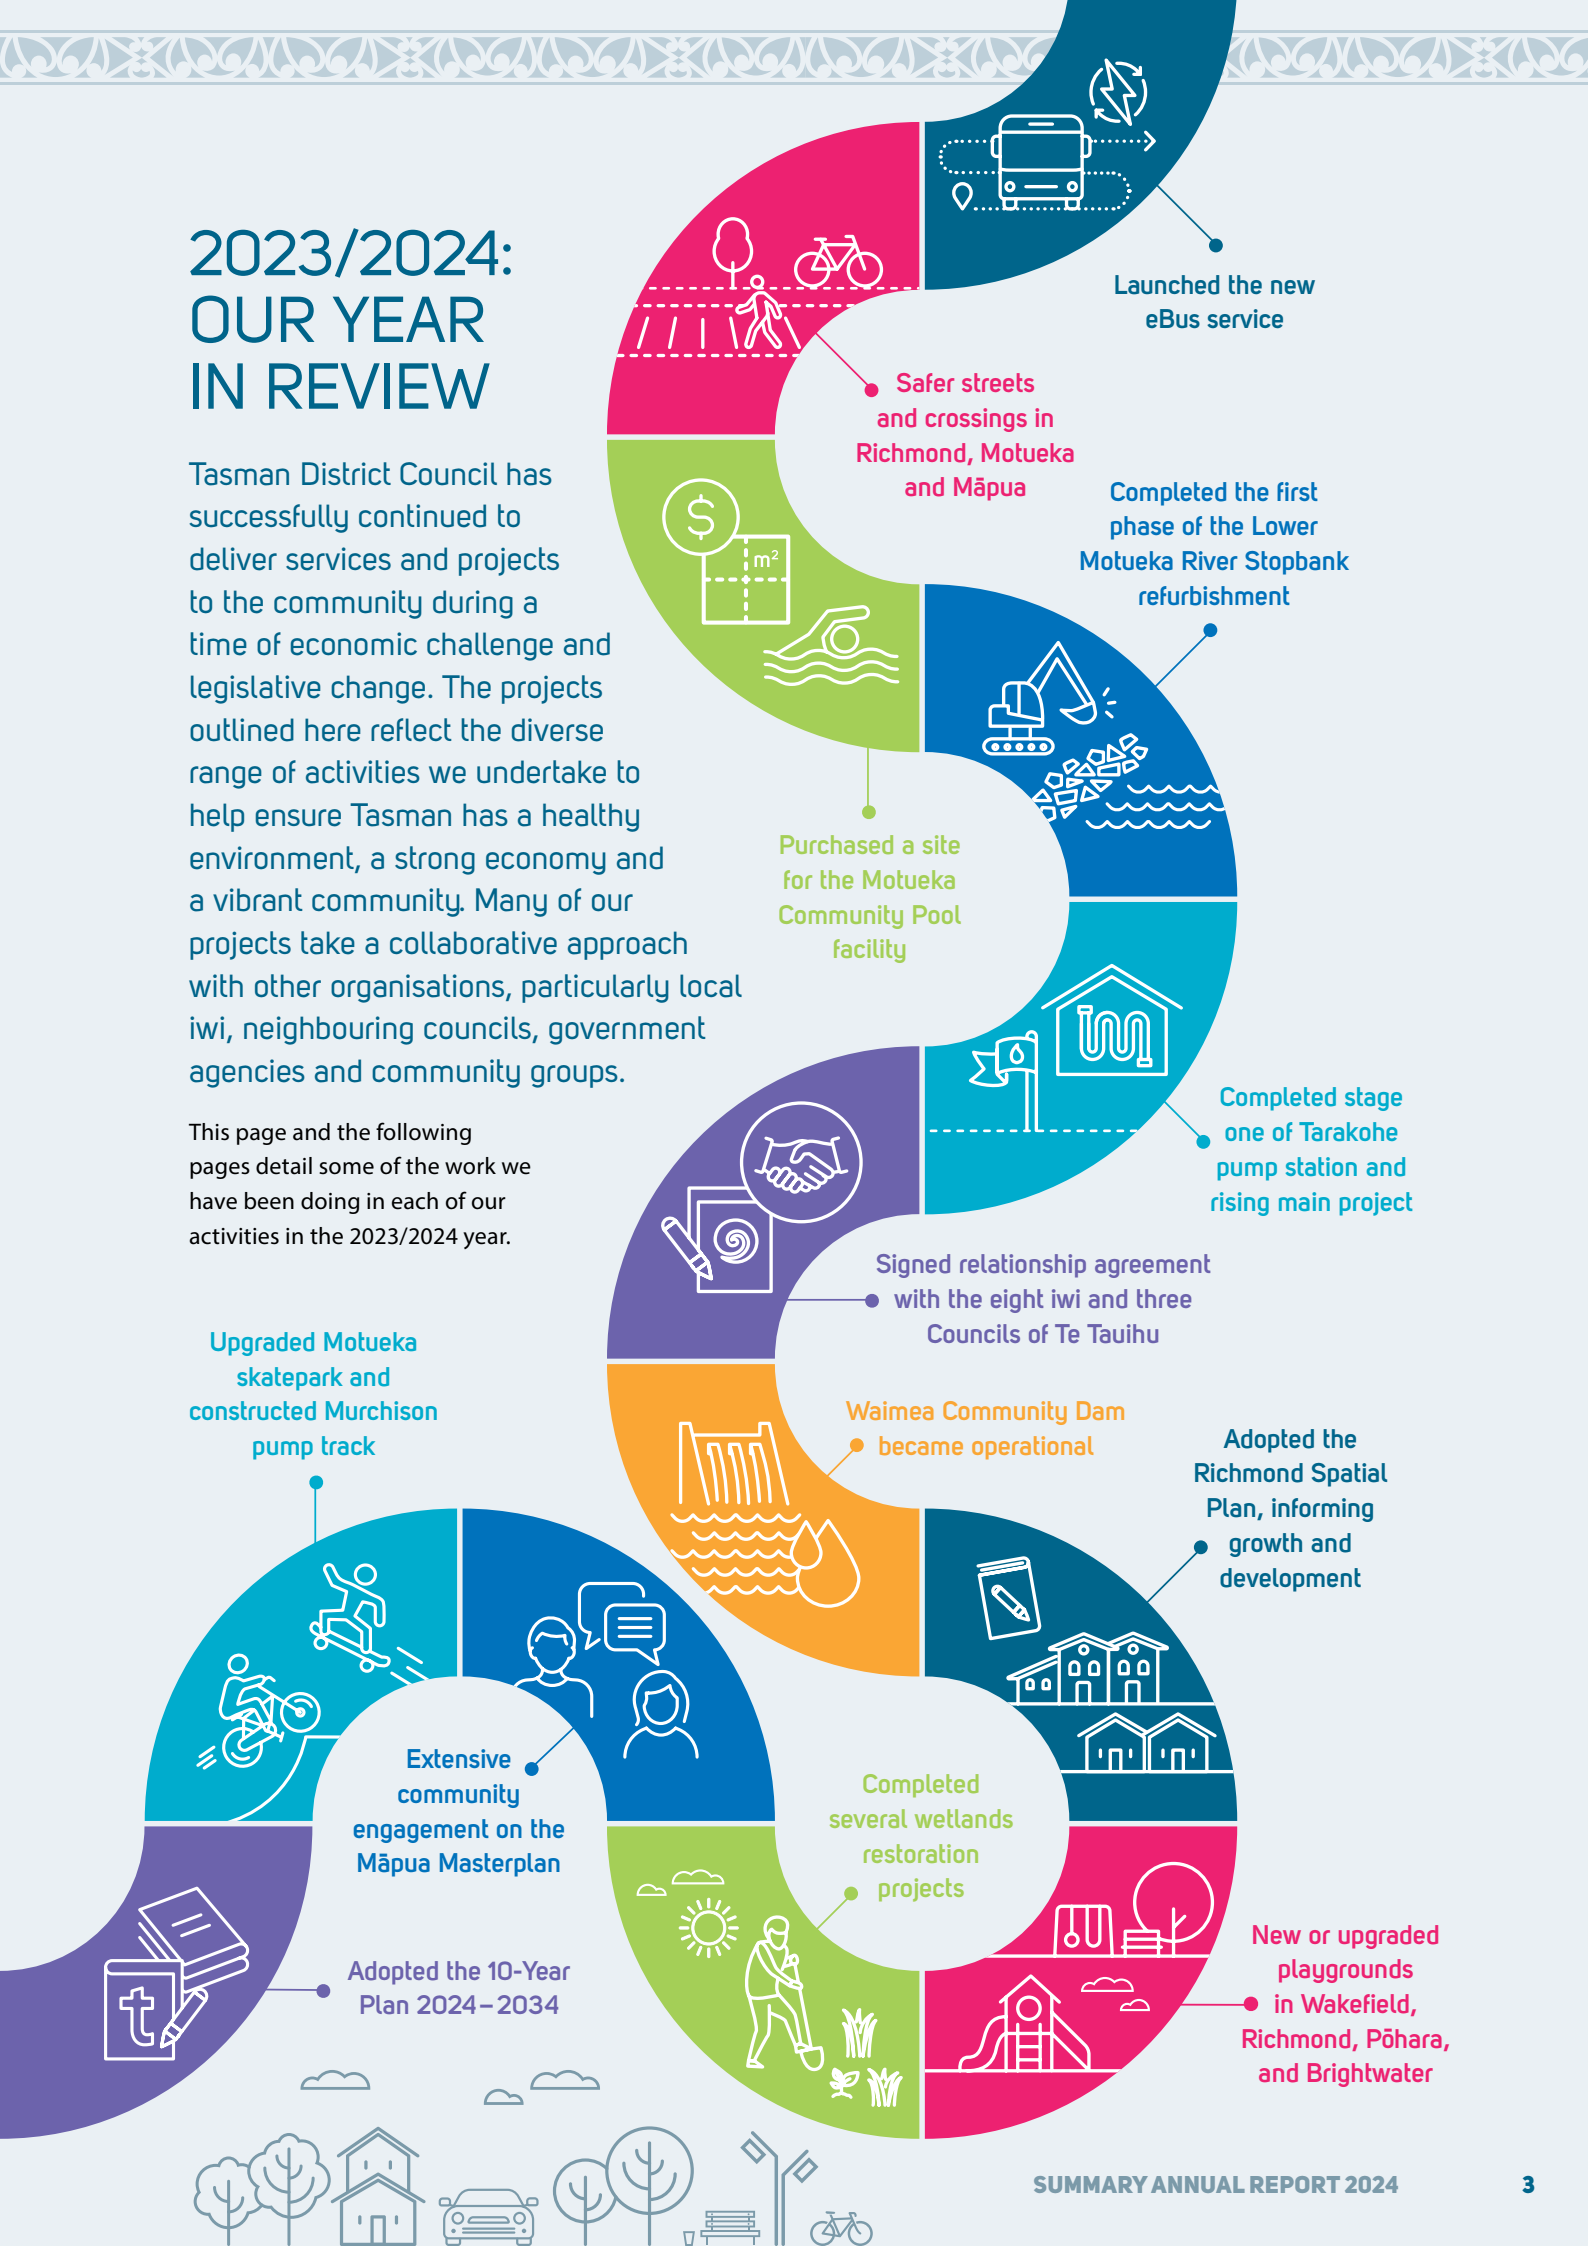 2023/2024:
OUR YEAR
IN REVIEW
Tasman District Council has
successfully continued to
deliver services and projects
to the community during a
time of economic challenge and
legislative change. The projects
outlined here reflect the diverse
range of activities we undertake to
help ensure Tasman has a healthy
environment, a strong economy and
a vibrant community. Many of our
projects take a collaborative approach
with other organisations, particularly local
iwi, neighbouring councils, government
agencies and community groups.
This page and the following
pages detail some of the work we
have been doing in each of our
activities in the 2023/2024 year.
Launched the new
eBus service
Safer streets
and crossings in
Richmond, Motueka
and Māpua
$
m²
Purchased a site
for the Motueka
Community Pool
facility
Completed the first
phase of the Lower
Motueka River Stopbank
refurbishment
Completed stage
one of Tarakohe
pump station and
rising main project
Signed relationship agreement
with the eight iwi and three
Councils of Te Tauihu
Waimea Community Dam
became operational
Adopted the
Richmond Spatial
Plan, informing
growth and
development
New or upgraded
playgrounds
in Wakefield,
Richmond, Pōhara,
and Brightwater
Completed
several wetlands
restoration
projects
Extensive
community
engagement on the
Māpua Masterplan
Upgraded Motueka
skatepark and
constructed Murchison
pump track
t
Adopted the 10-Year
Plan 2024–2034
SUMMARY ANNUAL REPORT 2024
3